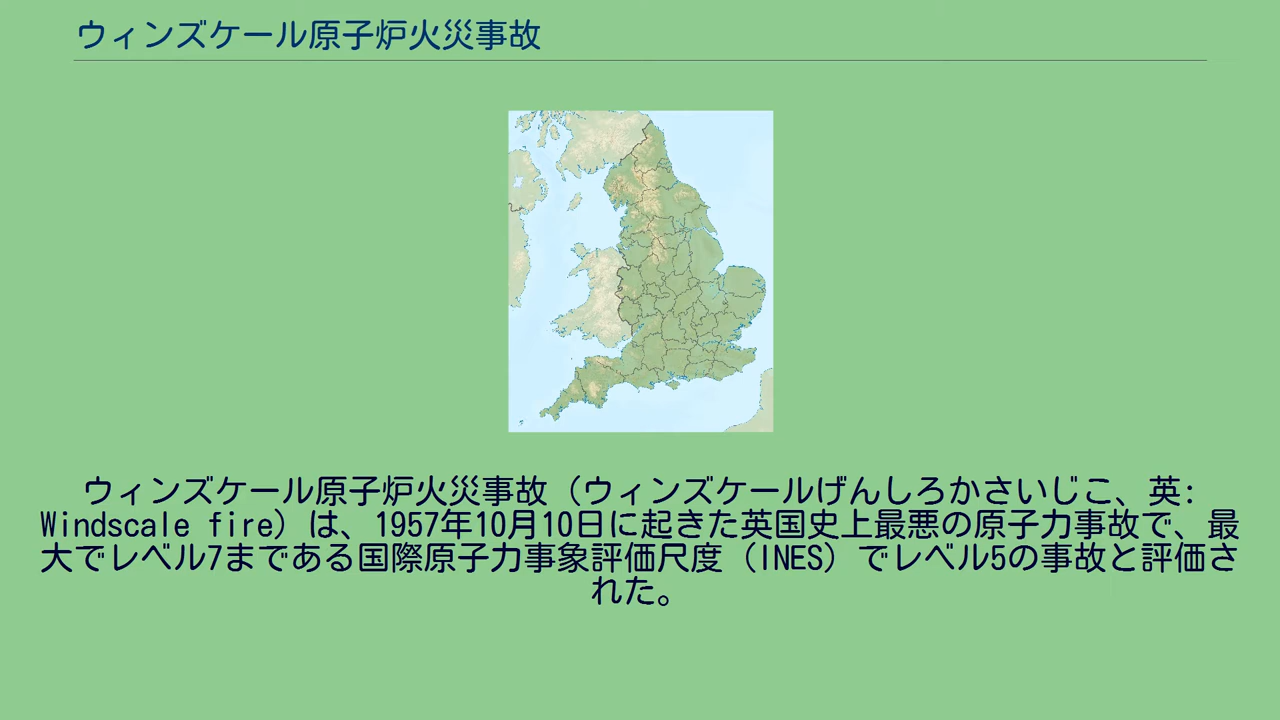 ウィンズケール原子炉火災事故
ウィンズケール原子炉火災事故（ウィンズケールげんしろかさいじこ、英:
Windscale fire）は、1957年10月10日に起きた英国史上最悪の原子力事故で、最
大でレベル7まである国際原子力事象評価尺度（INES）でレベル5の事故と評価さ
れた。